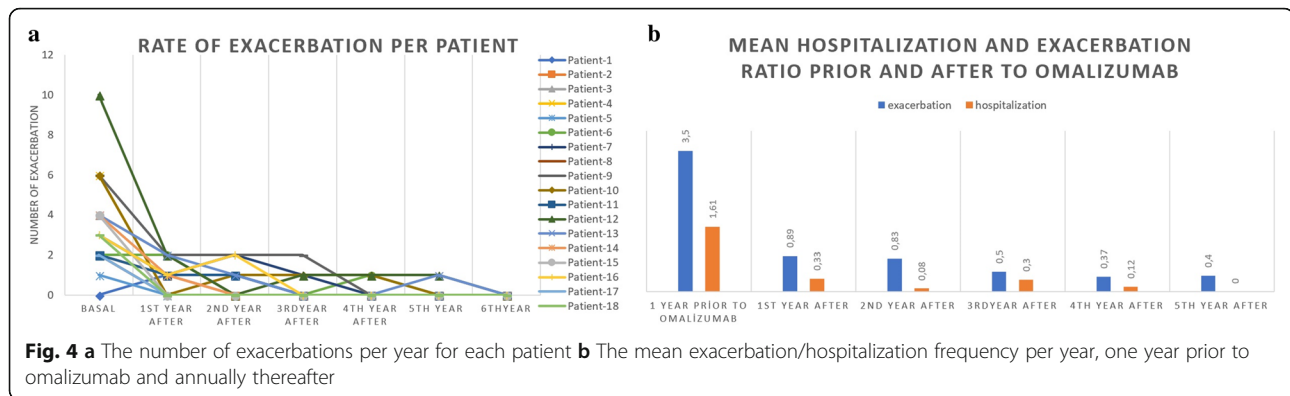 a
RATE OF EXACERBATION PER PATIENT
12
10
8
6
4
2
0
NUMBER OF EXACERBATION
BASAL
1ST YEAR AFTER
2ND YEAR AFTER
3RDYEAR AFTER
4TH YEAR AFTER
5TH YEAR
6THYEAR
Patient-1
Patient-2
Patient-3
Patient-4
Patient-5
Patient-6
Patient-7
Patient-8
Patient-9
Patient-10
Patient-11
Patient-12
Patient-13
Patient-14
Patient-15
Patient-16
Patient-17
Patient-18
b
MEAN HOSPITALIZATION AND EXACERBATION
RATIO PRIOR AND AFTER TO OMALIZUMAB
exacerbation hospitalization
3,5
1,61
0,89
0,33
0,83
0,08
0,5
0,3
0,37
0,12
0,4
0
1 YEAR PRİOR TO
OMALİZUMAB
1ST YEAR AFTER
2ND YEAR AFTER
3RDYEAR AFTER
4TH YEAR AFTER
5TH YEAR AFTER
Fig. 4 a The number of exacerbations per year for each patient b The mean exacerbation/hospitalization frequency per year, one year prior to
omalizumab and annually thereafter